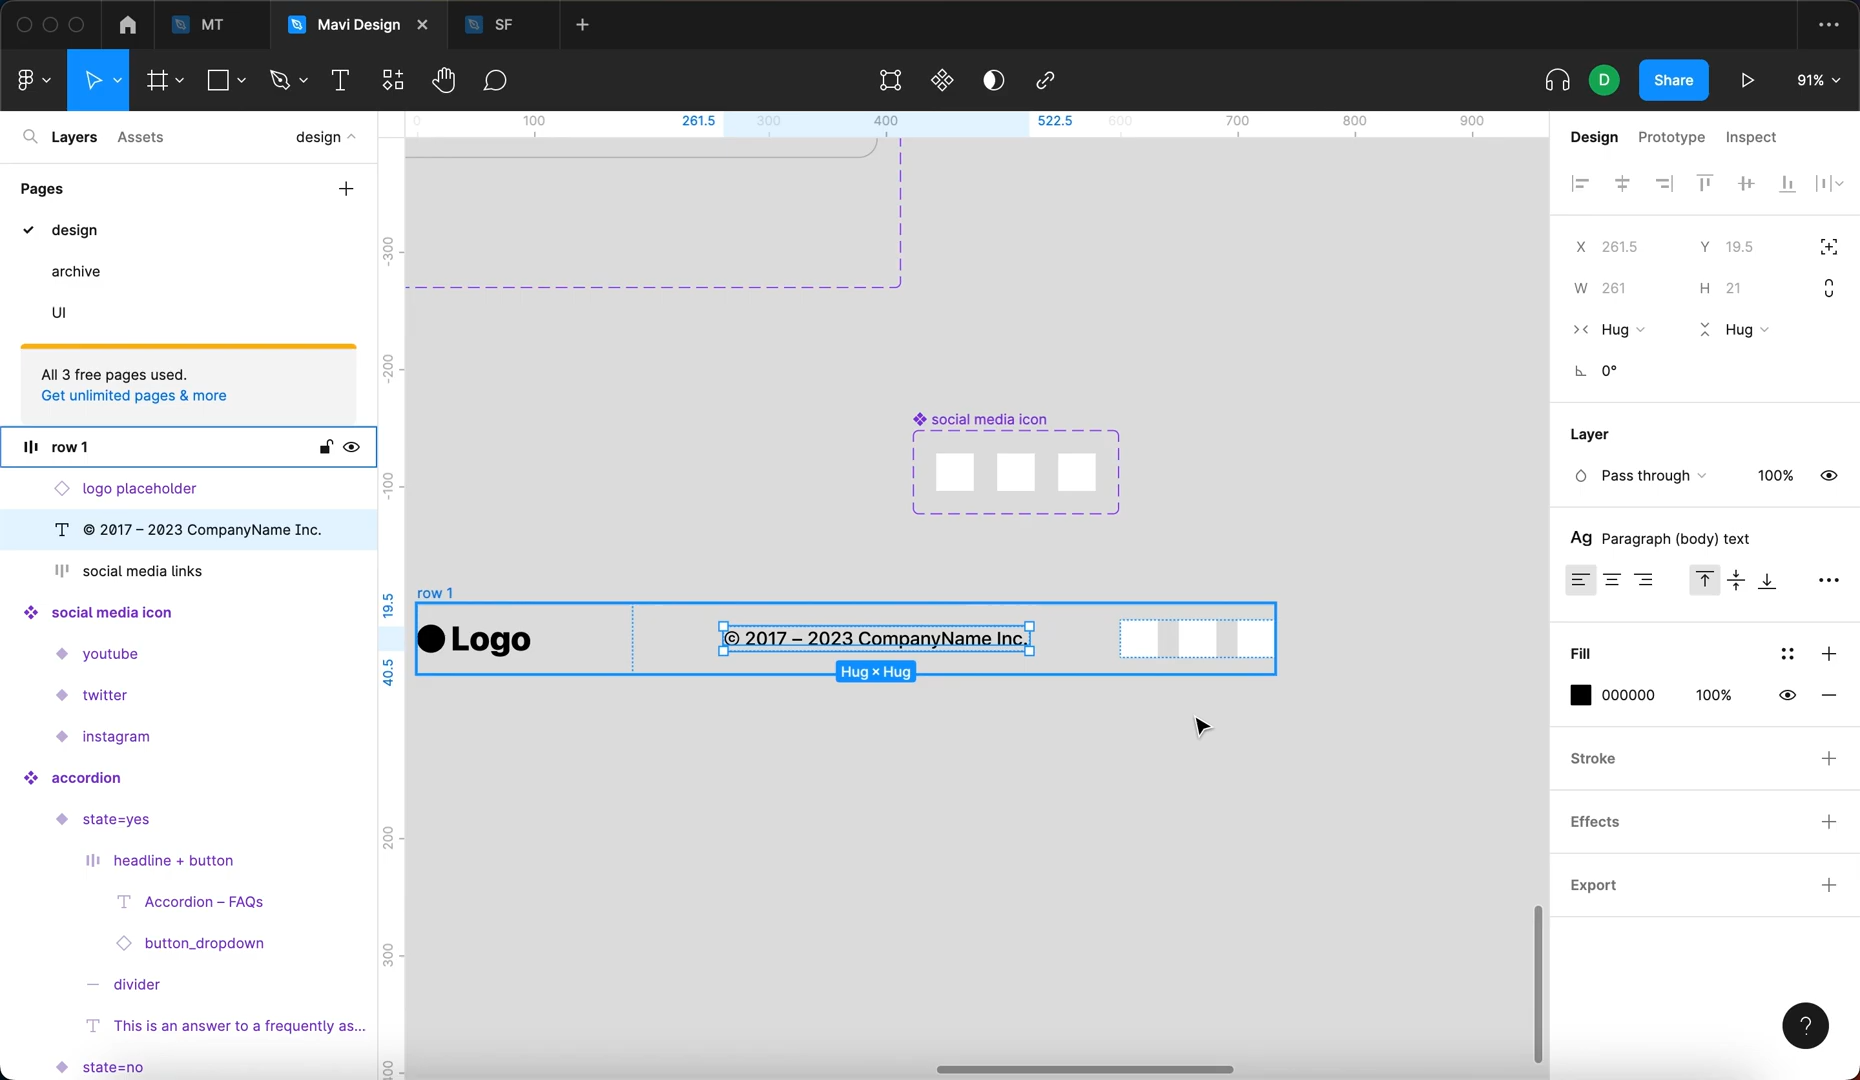 MT
Mavi Design
SF
D
Share
91%
Layers
Assets
design
Pages
design
archive
UI
All 3 free pages used.
Get unlimited pages & more
row 1
logo placeholder
© 2017 – 2023 CompanyName Inc.
social media links
social media icon
youtube
twitter
instagram
accordion
state=yes
headline + button
Accordion – FAQs
button_dropdown
divider
This is an answer to a frequently as...
state=no
0
100
261.5
300
400
522.5
600
700
800
900
-300
-200
-100
19.5
40.5
200
300
400
social media icon
row 1
Logo
© 2017 – 2023 CompanyName Inc.
Hug × Hug
Design
Prototype
Inspect
X 261.5
Y 19.5
W 261
H 21
Hug
Hug
0°
Layer
Pass through
100%
Ag Paragraph (body) text
Fill
000000
100%
Stroke
Effects
Export
?